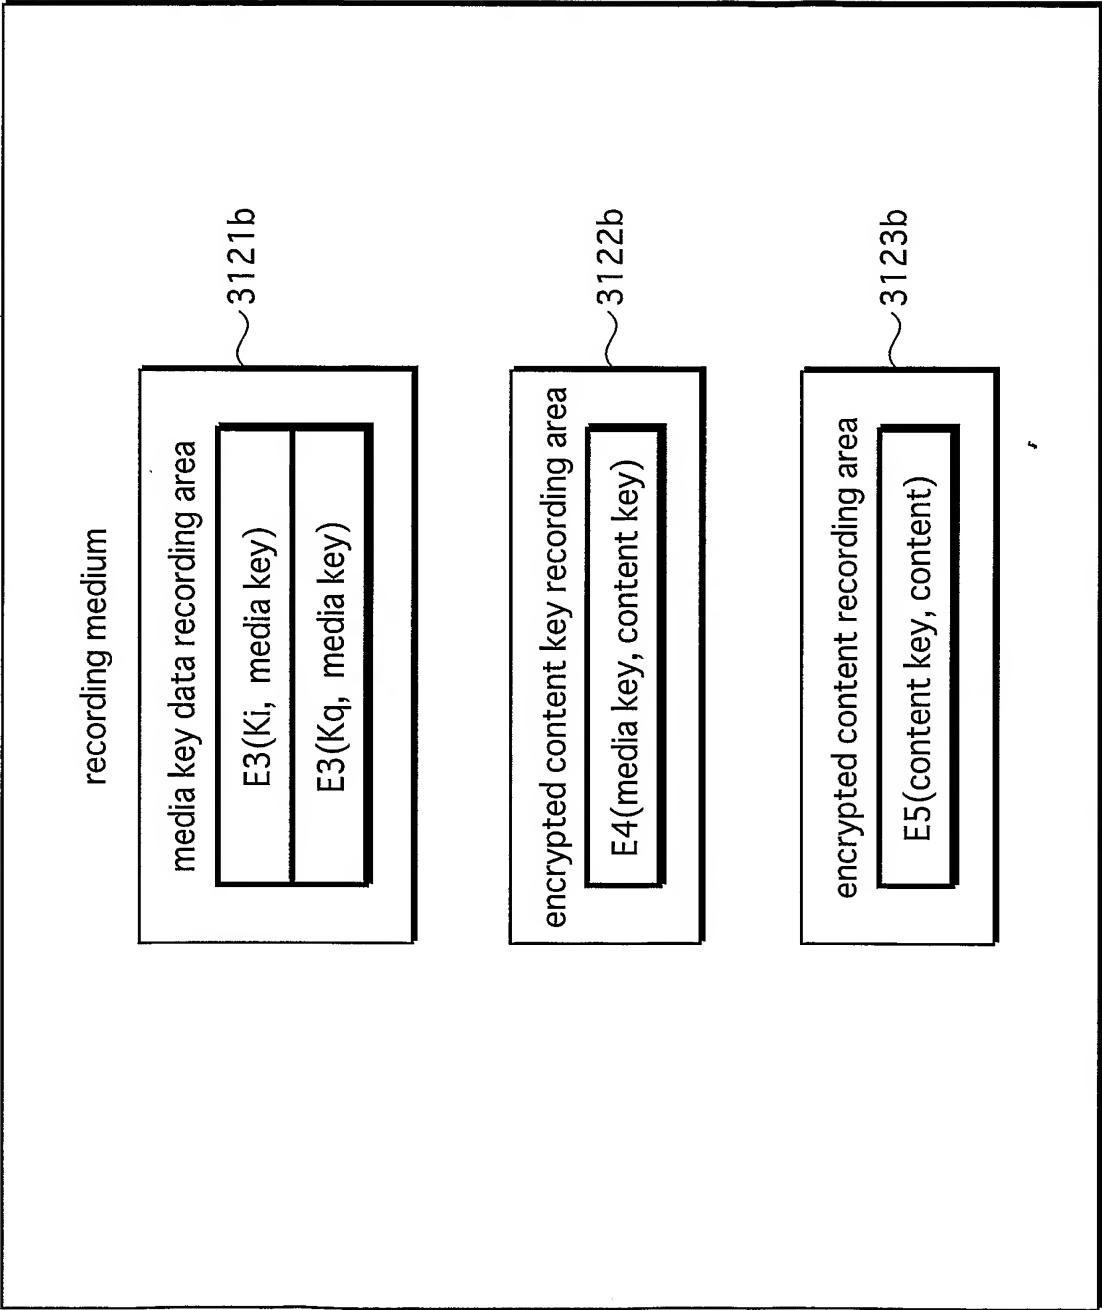 recording medium
media key data recording area
E3(Ki, media key)
E3(Kq, media key)
3121b
encrypted content key recording area
E4(media key, content key)
3122b
encrypted content recording area
E5(content key, content)
3123b